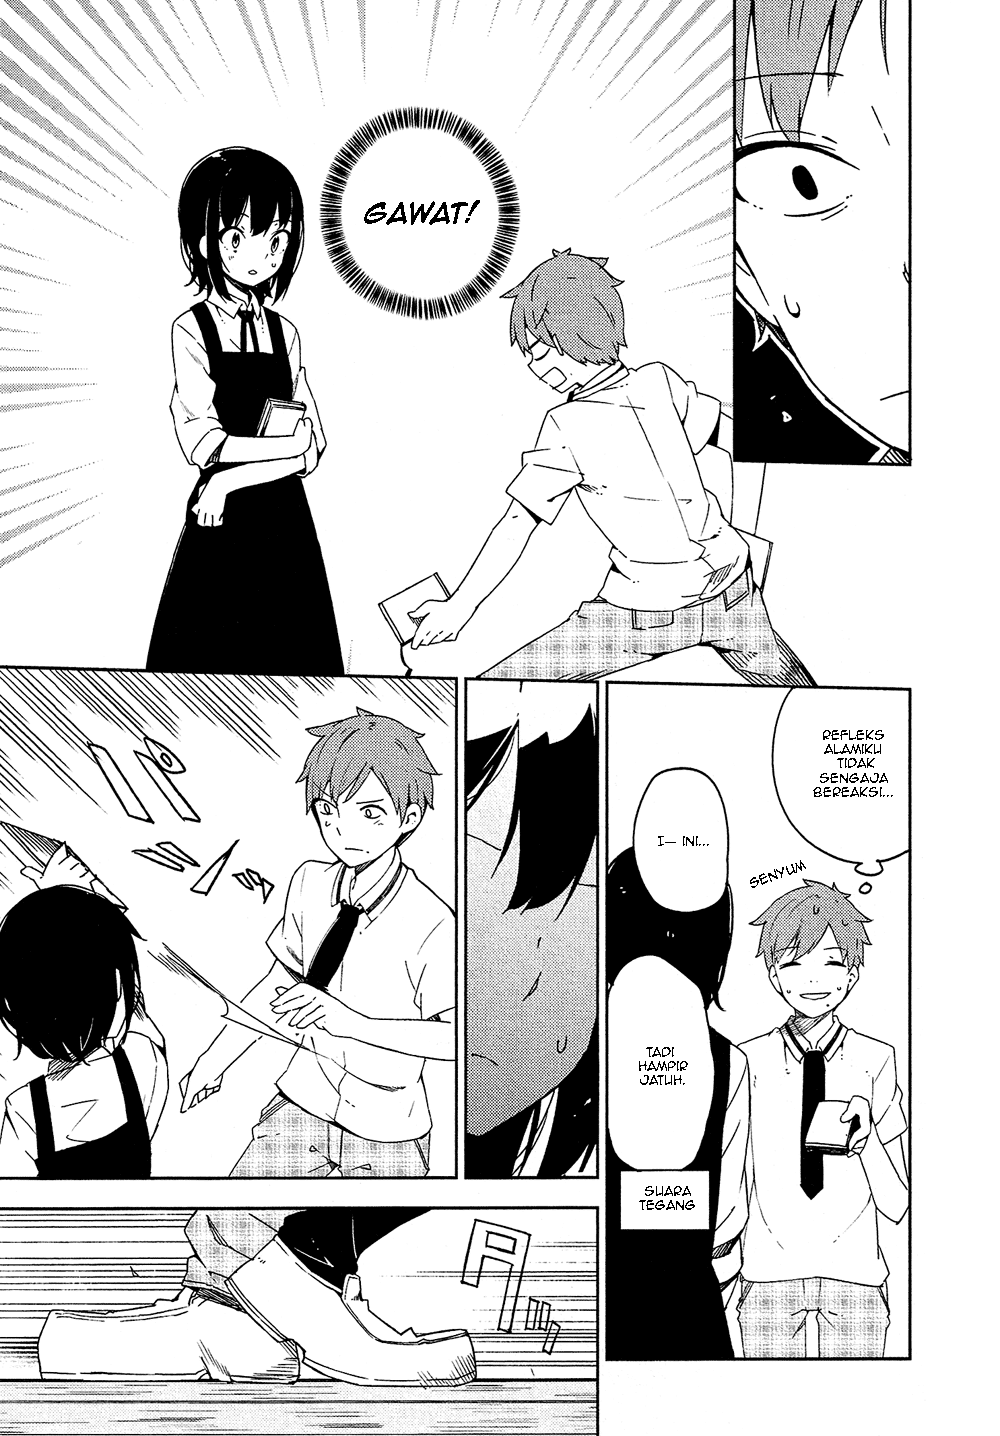 GAWAT!
REFLEKS
ALAMIKU
TIDAK
SENGAJA
BEREAKSI...
I— INI...
SENYUM
TADI
HAMPIR
JATUH.
SUARA
TEGANG